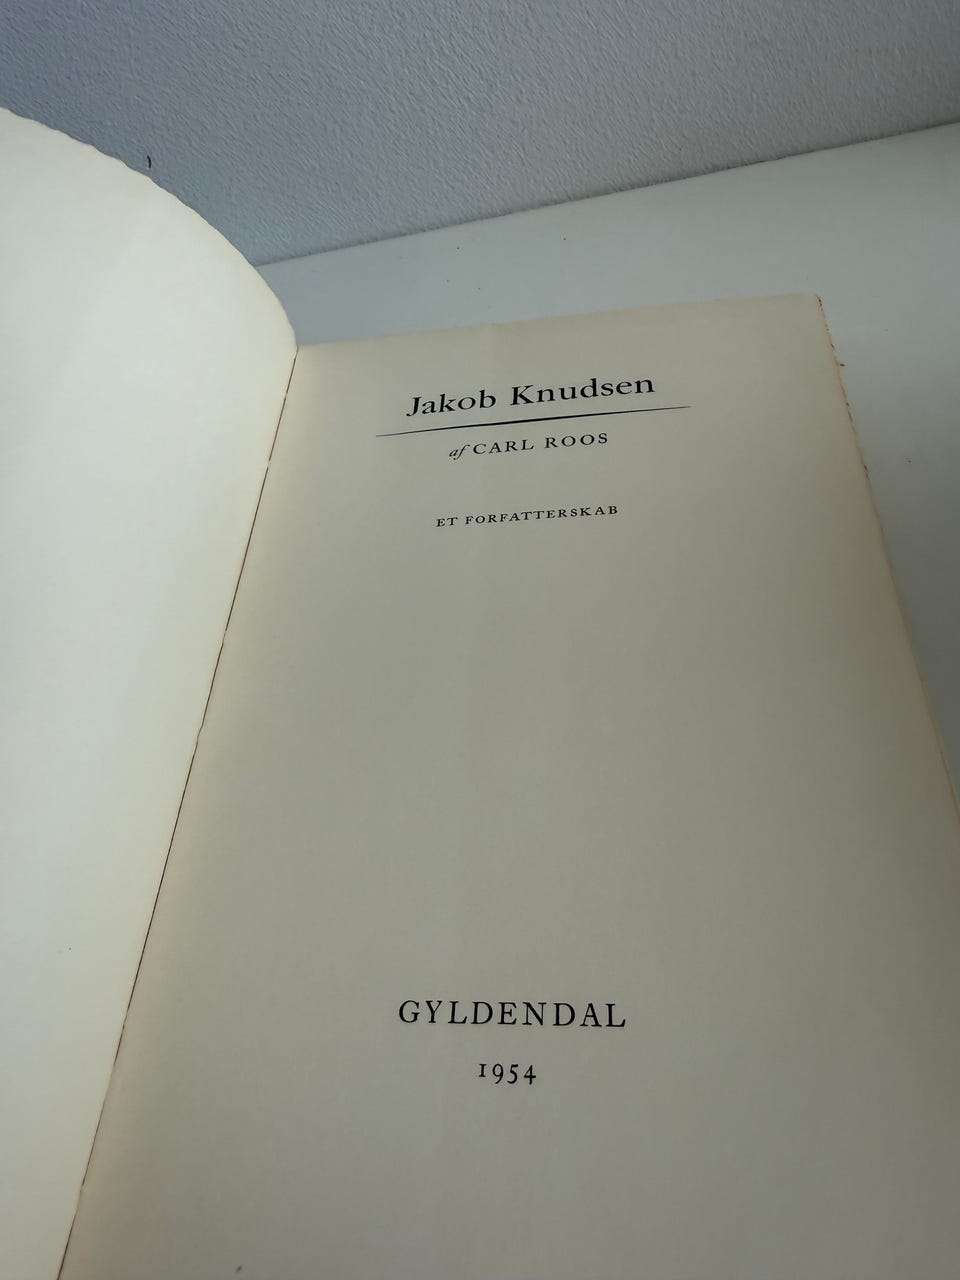 Jakob Knudsen
af CARL ROOS
ET FORFATTERSKAB
GYLDENDAL
1954